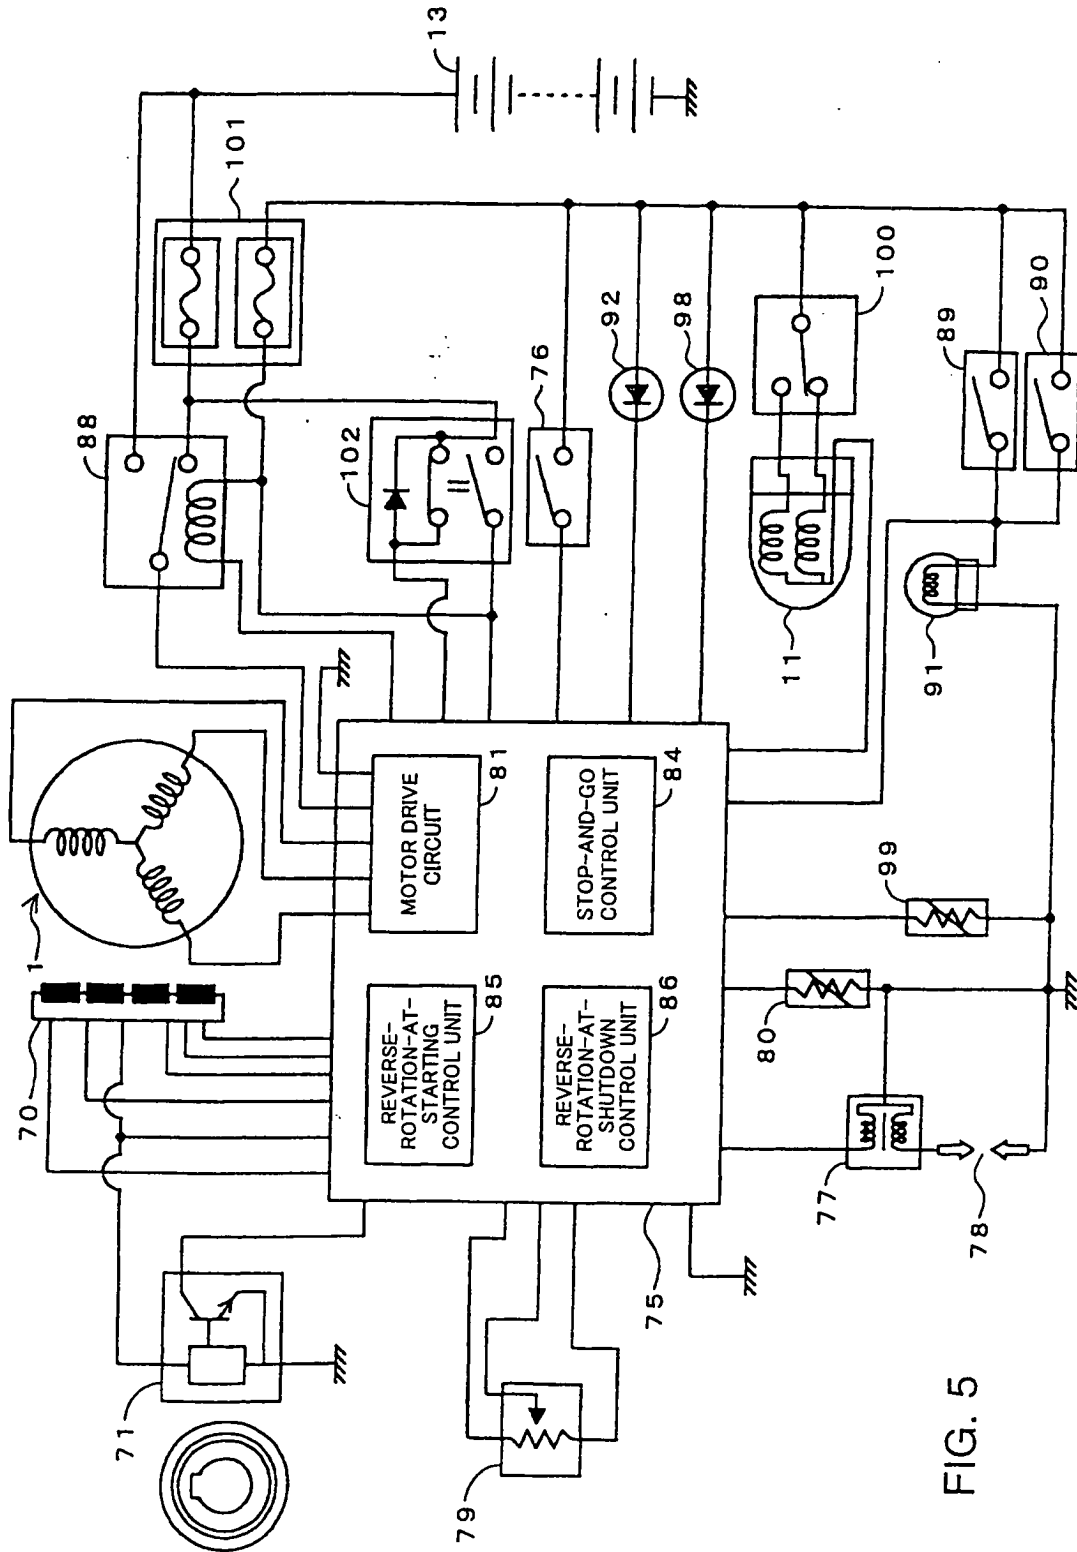 70
1
88
71
101
102
13
REVERSE-
ROTATION-AT-
STARTING
CONTROL UNIT
85
MOTOR DRIVE
CIRCUIT
81
79
76
REVERSE-
ROTATION-AT-
SHUTDOWN
CONTROL UNIT
86
STOP-AND-GO
CONTROL UNIT
84
92
75
98
80
11
77
99
100
91
89
78
90
FIG. 5